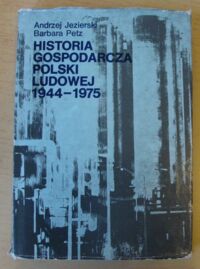 Andrzej Jezierski
Barbara Petz
HISTORIA
GOSPODARCZA
POLSKI
LUDOWEJ
1944-1975